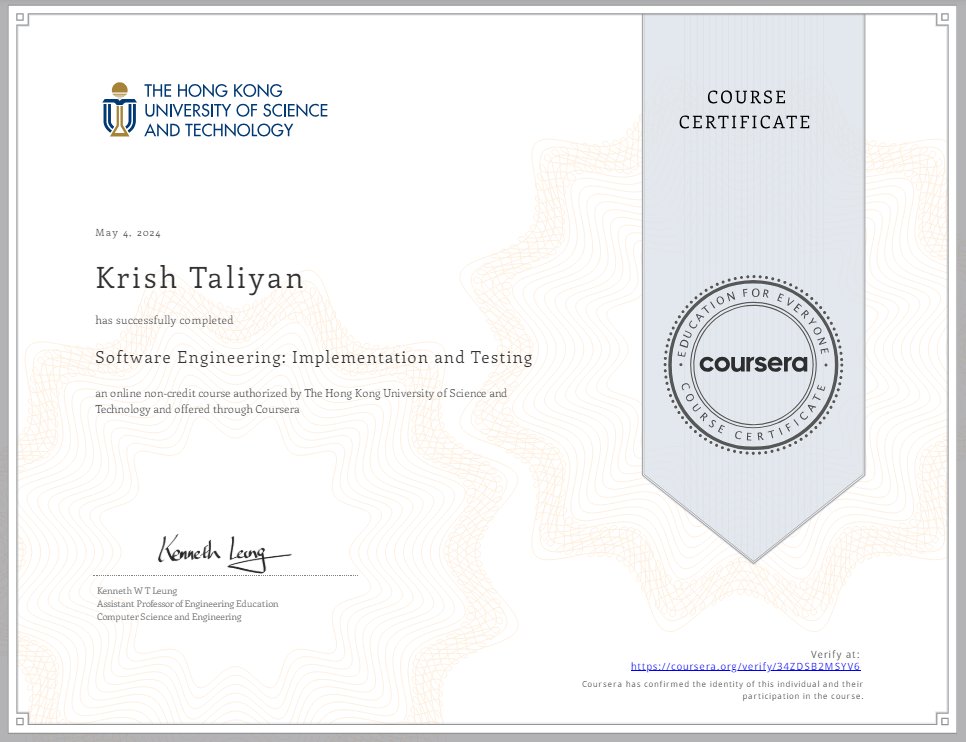 THE HONG KONG
UNIVERSITY OF SCIENCE
AND TECHNOLOGY
COURSE
CERTIFICATE
May 4, 2024
Krish Taliyan
has successfully completed
Software Engineering: Implementation and Testing
an online non-credit course authorized by The Hong Kong University of Science and
Technology and offered through Coursera
EDUCATION FOR EVERYONE
coursera
COURSE CERTIFICATE
Kenneth Leung
Kenneth W T Leung
Assistant Professor of Engineering Education
Computer Science and Engineering
Verify at:
https://coursera.org/verify/34ZDSB2MSYV6
Coursera has confirmed the identity of this individual and their
participation in the course.